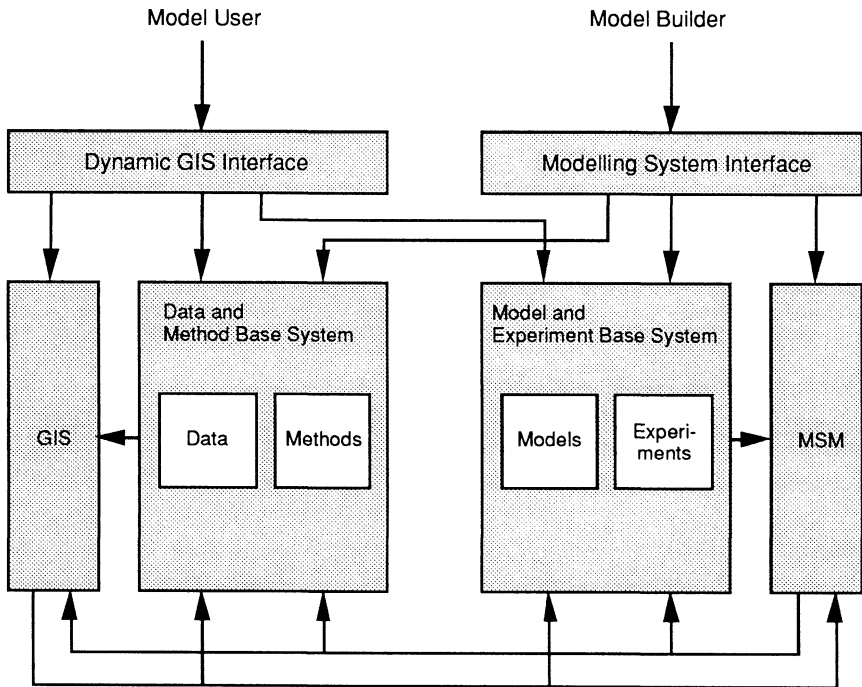 Model User
Model Builder
Dynamic GIS Interface
Modelling System Interface
Data and
Method Base System
Model and
Experiment Base System
GIS
Data
Methods
Models
Experi-
ments
MSM